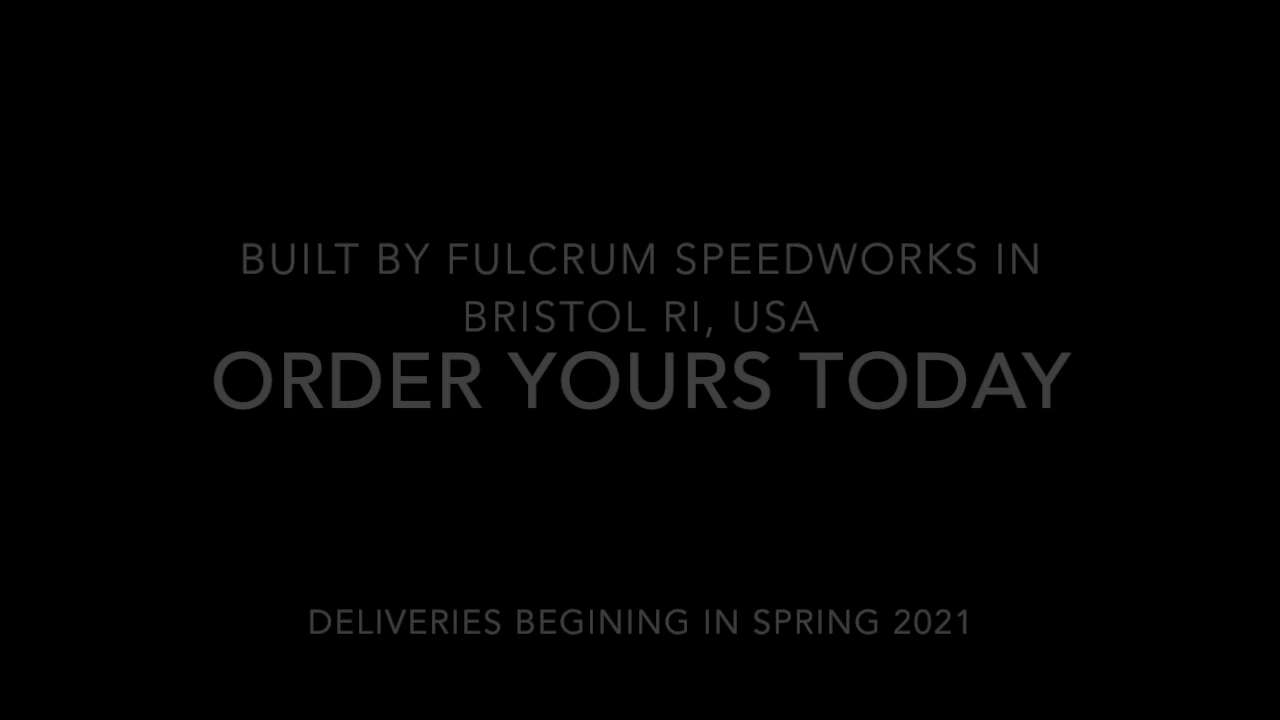 BUILT BY FULCRUM SPEEDWORKS IN
BRISTOL RI, USA
ORDER YOURS TODAY
DELIVERIES BEGINING IN SPRING 2021